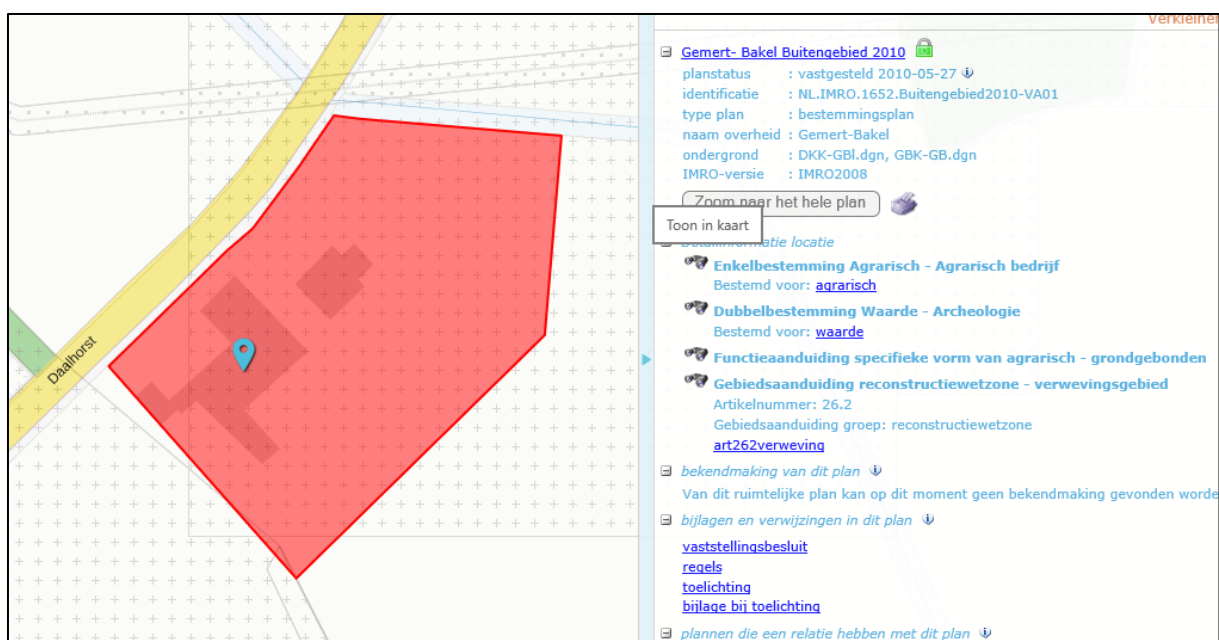 Verkleinen
Gemert- Bakel Buitengebied 2010
planstatus : vastgesteld 2010-05-27
identificatie : NL.IMRO.1652.Buitengebied2010-VA01
type plan : bestemmingsplan
naam overheid : Gemert-Bakel
ondergrond : DKK-GBl.dgn, GBK-GB.dgn
IMRO-versie : IMRO2008
Zoom naar het hele plan
Toon in kaart
Detailinformatie locatie
Enkelbestemming Agrarisch - Agrarisch bedrijf
Bestemd voor: agrarisch
Dubbelbestemming Waarde - Archeologie
Bestemd voor: waarde
Functieaanduiding specifieke vorm van agrarisch - grondgebonden
Gebiedsaanduiding reconstructiewetzone - verwevingsgebied
Artikelnummer: 26.2
Gebiedsaanduiding groep: reconstructiewetzone
art262verweving
bekendmaking van dit plan
Van dit ruimtelijke plan kan op dit moment geen bekendmaking gevonden worde
bijlagen en verwijzingen in dit plan
vaststellingsbesluit
regels
toelichting
bijlage bij toelichting
plannen die een relatie hebben met dit plan
Daalhorst